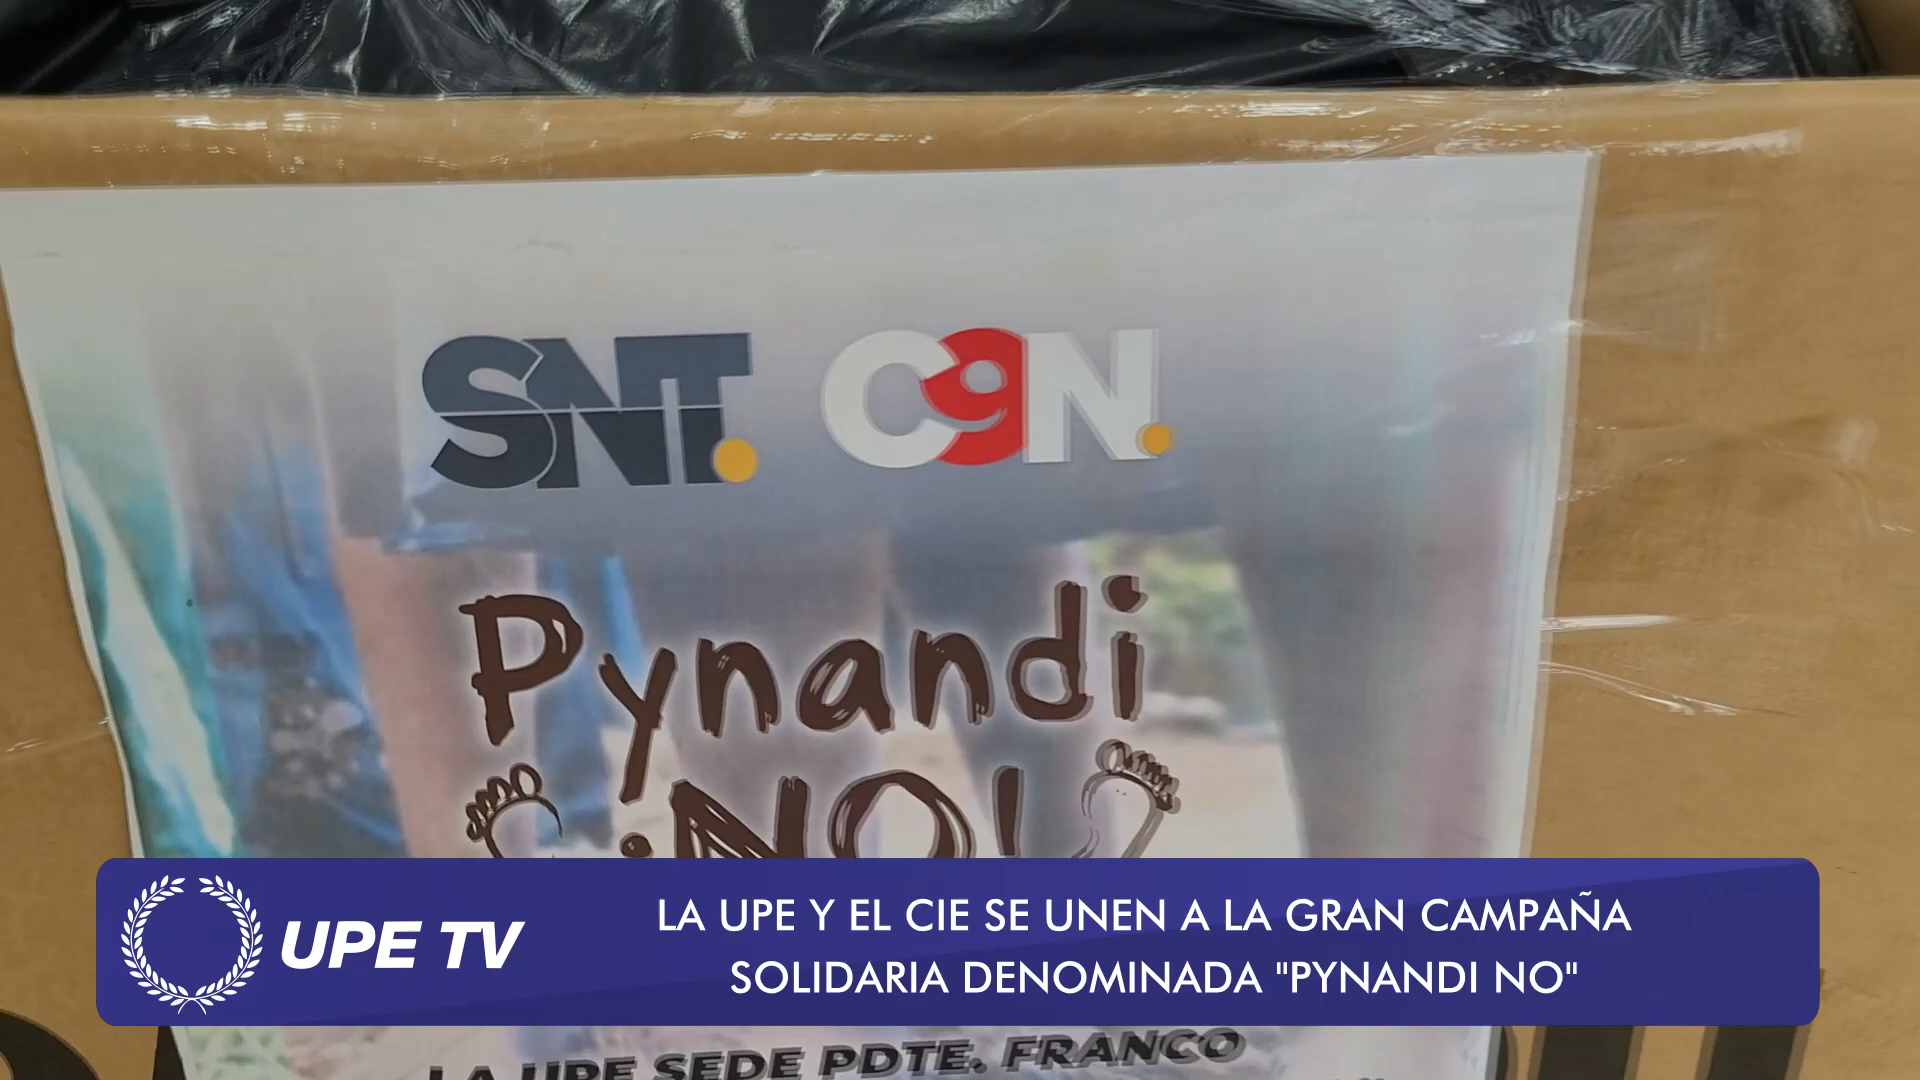 SNT. C9N.
Pynandi
¡NO!
UPE TV
LA UPE Y EL CIE SE UNEN A LA GRAN CAMPAÑA
SOLIDARIA DENOMINADA "PYNANDI NO"
LA UPE SEDE PDTE. FRANCO